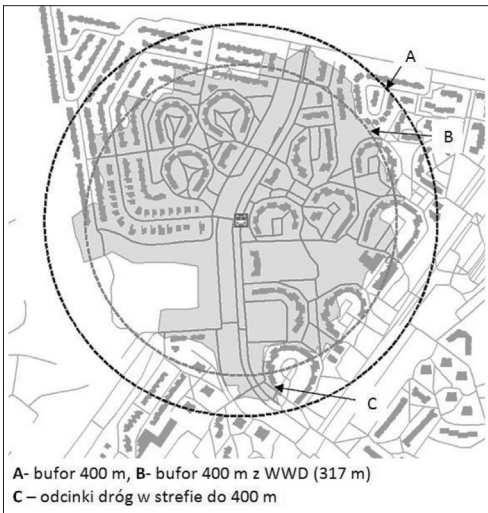 A
B
C
A- bufor 400 m, B- bufor 400 m z WWD (317 m)
C – odcinki dróg w strefie do 400 m